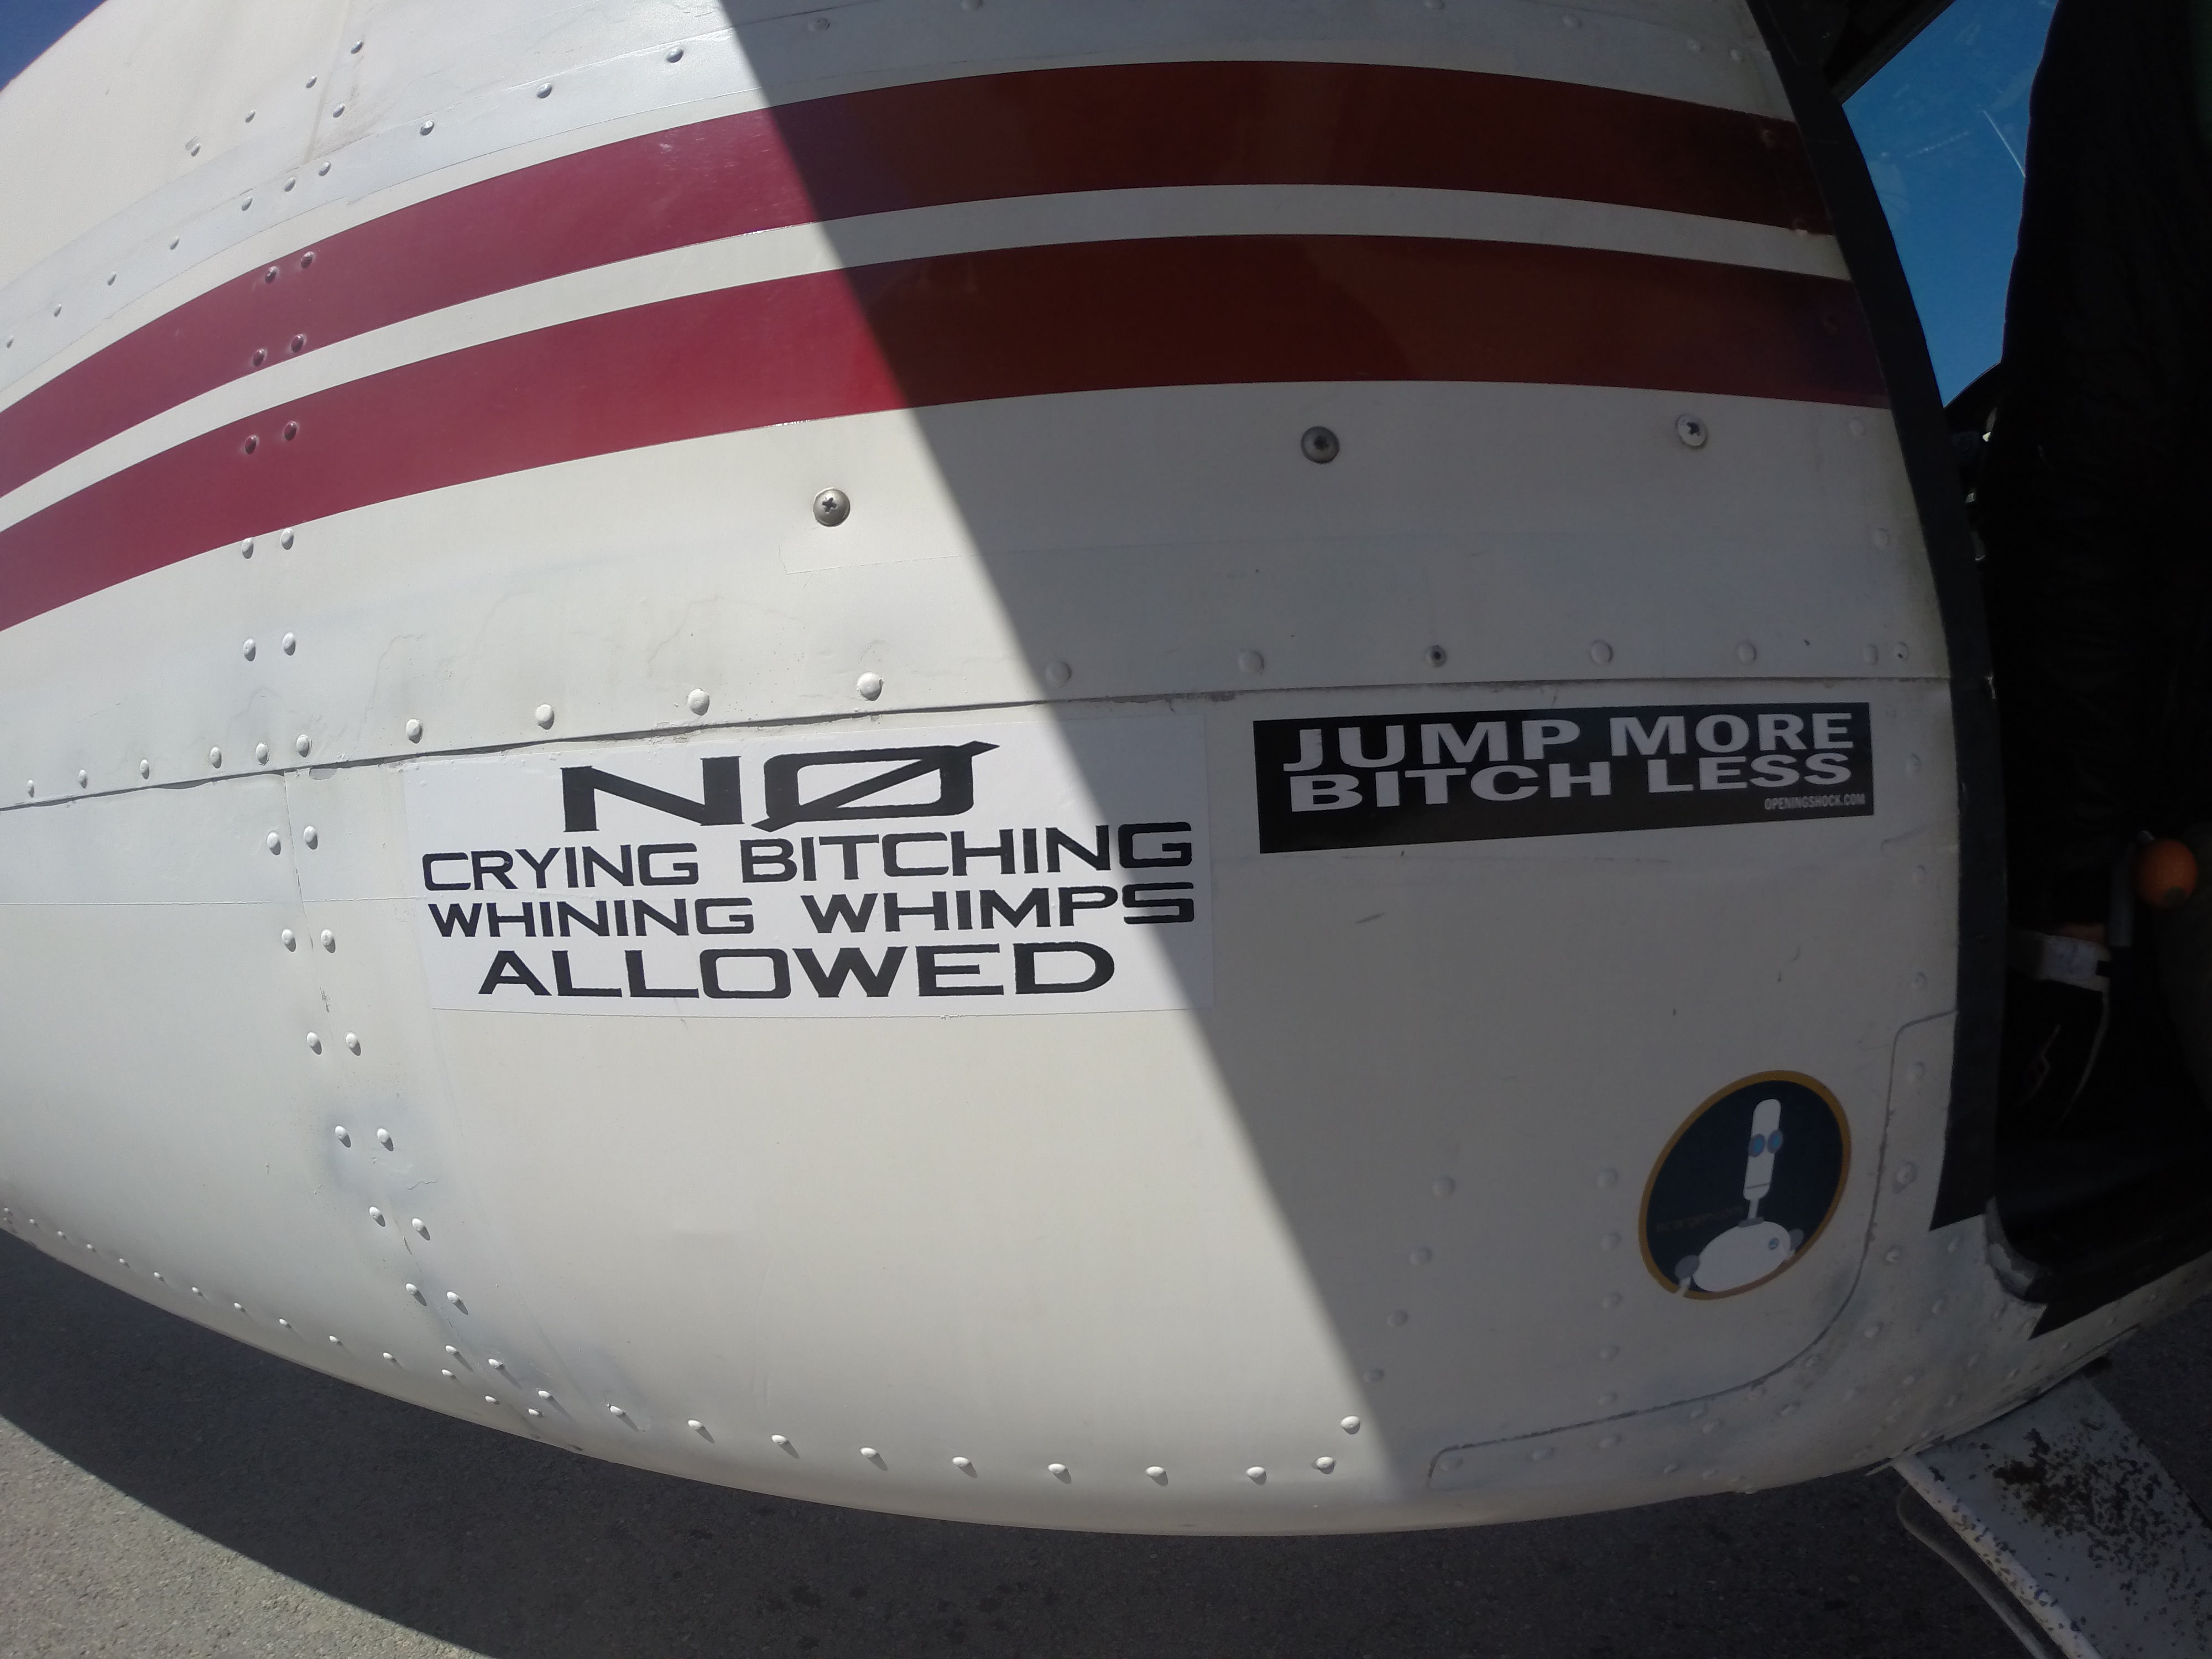 NØ
CRYING BITCHING
WHINING WHIMPS
ALLOWED
JUMP MORE
BITCH LESS
OPENINGSHOCK.COM